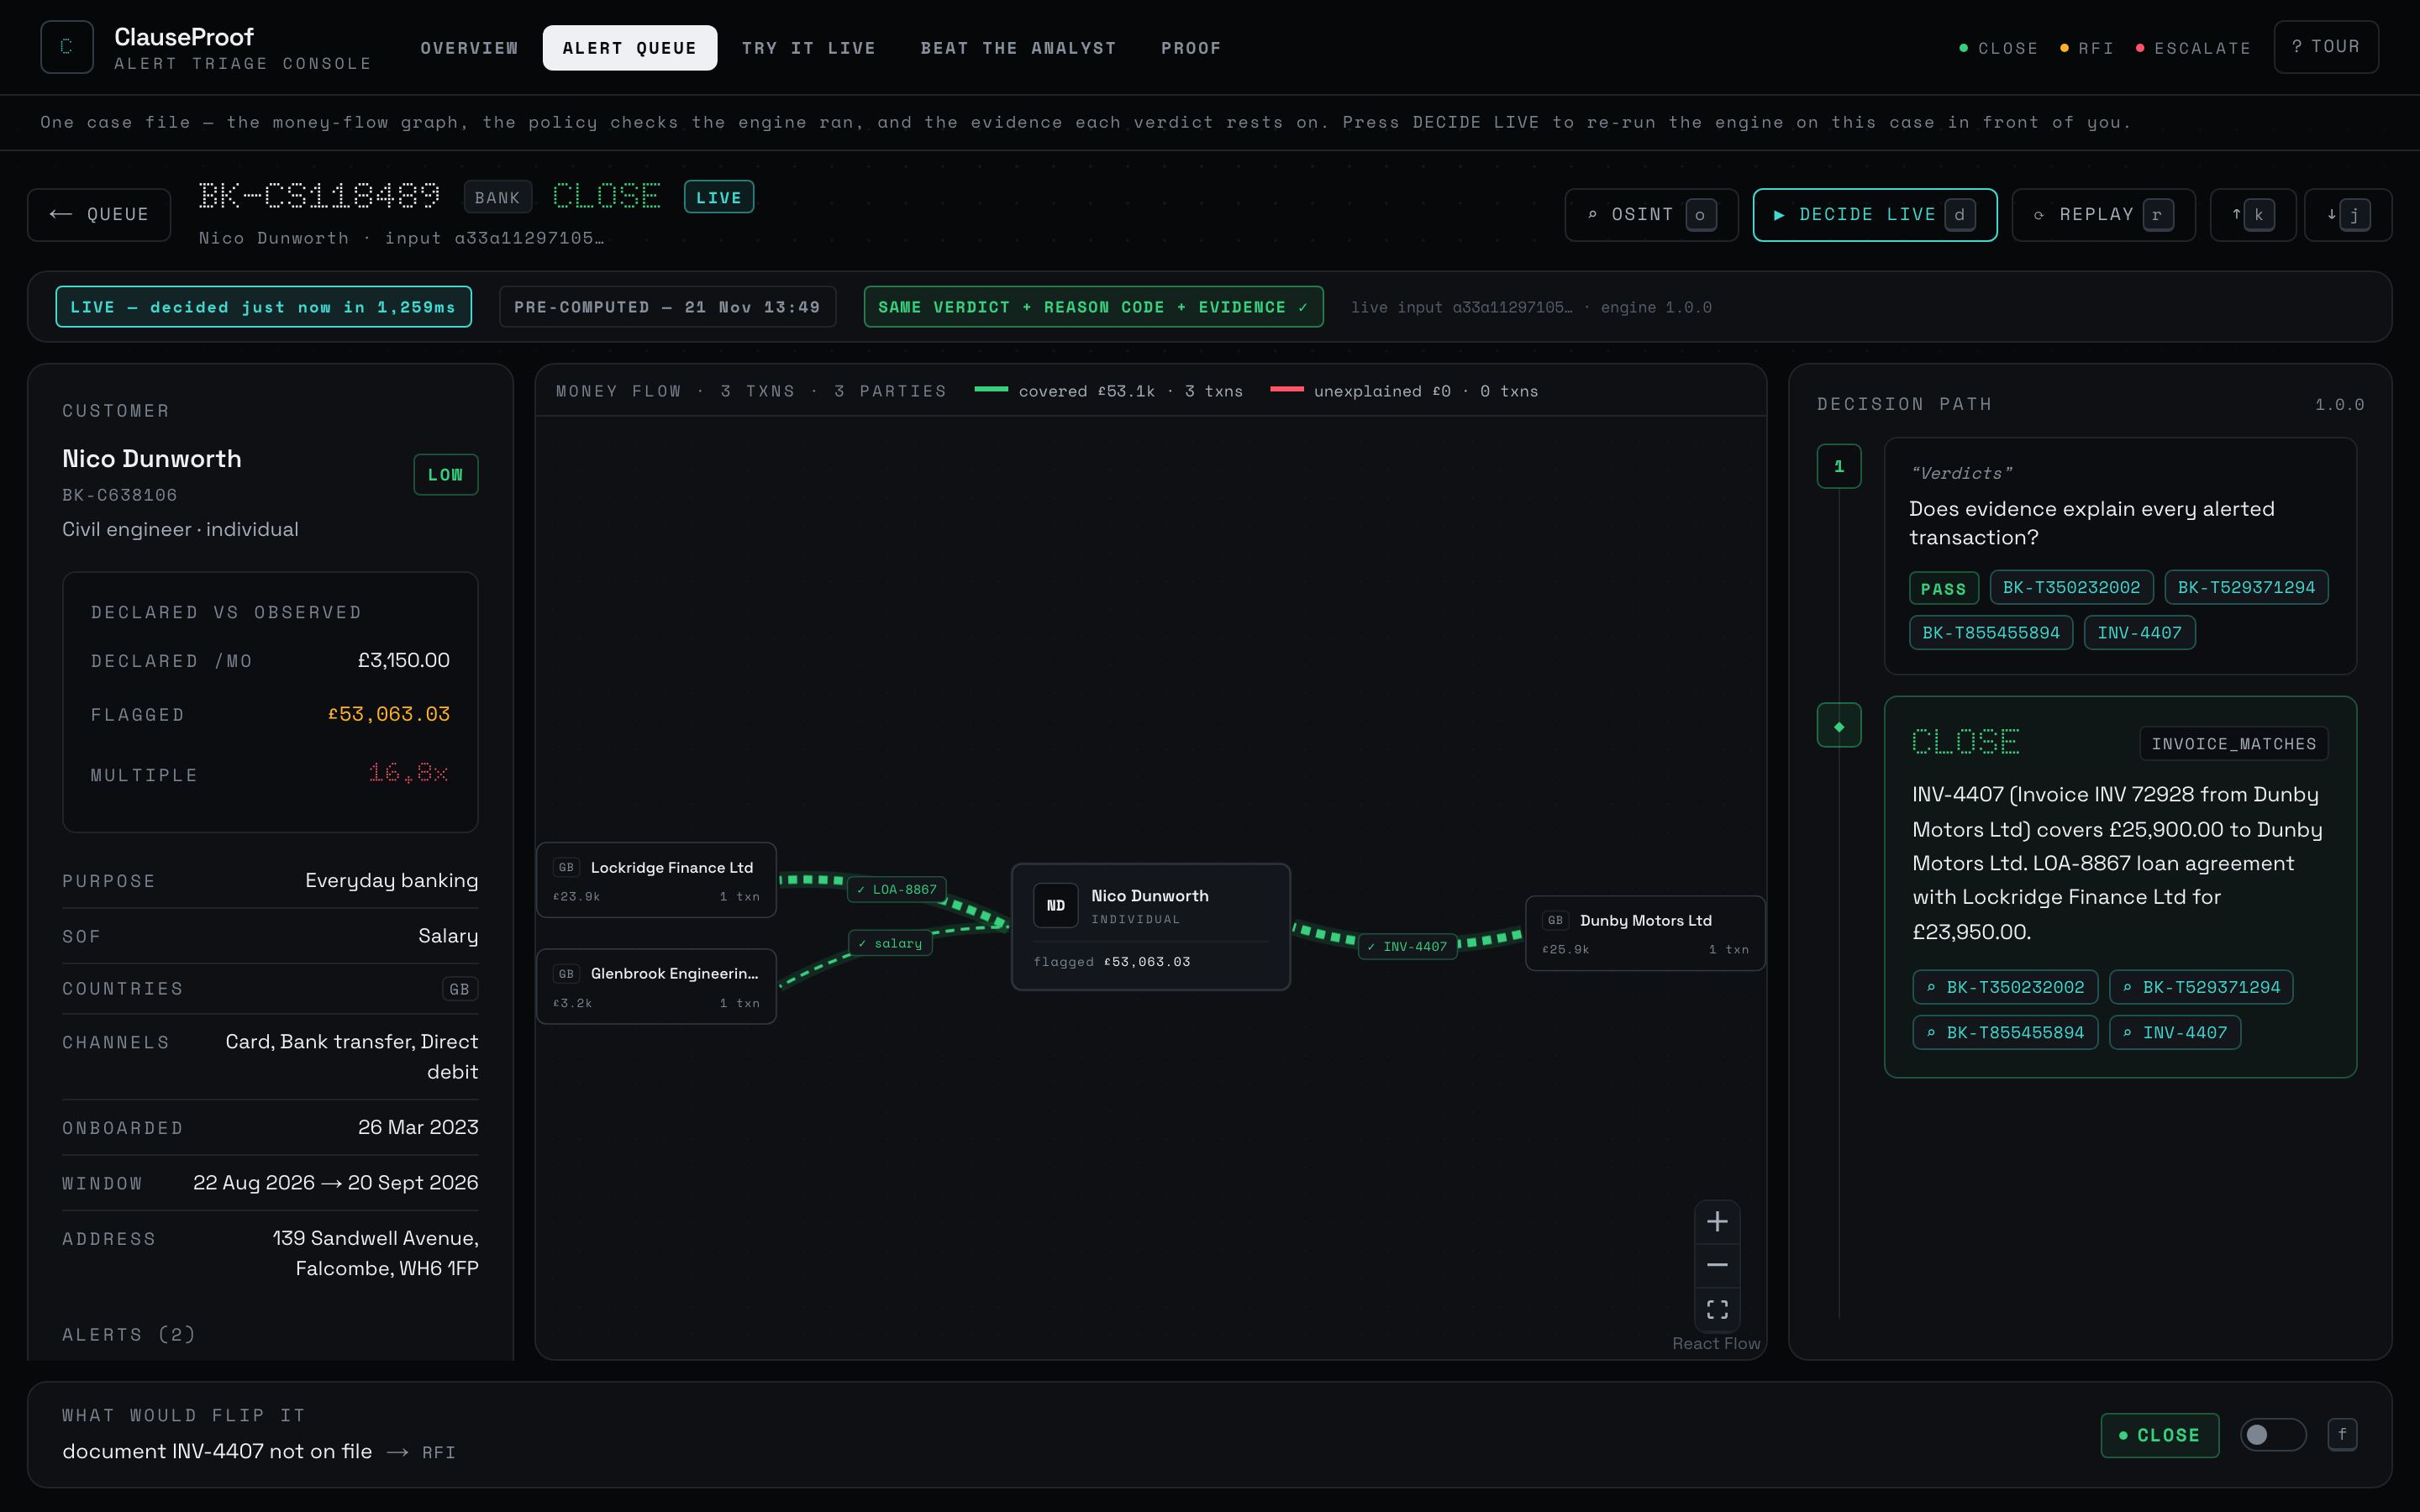 C
ClauseProof
ALERT TRIAGE CONSOLE
OVERVIEW
ALERT QUEUE
TRY IT LIVE
BEAT THE ANALYST
PROOF
CLOSE
RFI
ESCALATE
? TOUR
One case file — the money-flow graph, the policy checks the engine ran, and the evidence each verdict rests on. Press DECIDE LIVE to re-run the engine on this case in front of you.
← QUEUE
BK-CS118489
BANK
CLOSE
LIVE
Nico Dunworth · input a33a11297105…
⌕ OSINT o
▶ DECIDE LIVE d
⟳ REPLAY r
↑ k
↓ j
LIVE — decided just now in 1,259ms
PRE-COMPUTED — 21 Nov 13:49
SAME VERDICT + REASON CODE + EVIDENCE ✓
live input a33a11297105… · engine 1.0.0
CUSTOMER
Nico Dunworth
LOW
BK-C638106
Civil engineer · individual
DECLARED VS OBSERVED
DECLARED /MO £3,150.00
FLAGGED £53,063.03
MULTIPLE 16.8x
PURPOSE Everyday banking
SOF Salary
COUNTRIES GB
CHANNELS Card, Bank transfer, Direct
debit
ONBOARDED 26 Mar 2023
WINDOW 22 Aug 2026 → 20 Sept 2026
ADDRESS 139 Sandwell Avenue,
Falcombe, WH6 1FP
ALERTS (2)
MONEY FLOW · 3 TXNS · 3 PARTIES
covered £53.1k · 3 txns
unexplained £0 · 0 txns
GB Lockridge Finance Ltd
£23.9k 1 txn
✓ LOA-8867
GB Glenbrook Engineerin…
£3.2k 1 txn
✓ salary
ND
Nico Dunworth
INDIVIDUAL
flagged £53,063.03
✓ INV-4407
GB Dunby Motors Ltd
£25.9k 1 txn
React Flow
DECISION PATH 1.0.0
1
“Verdicts”
Does evidence explain every alerted
transaction?
PASS BK-T350232002 BK-T529371294
BK-T855455894 INV-4407
CLOSE INVOICE_MATCHES
INV-4407 (Invoice INV 72928 from Dunby
Motors Ltd) covers £25,900.00 to Dunby
Motors Ltd. LOA-8867 loan agreement
with Lockridge Finance Ltd for
£23,950.00.
⌕ BK-T350232002 ⌕ BK-T529371294
⌕ BK-T855455894 ⌕ INV-4407
WHAT WOULD FLIP IT
document INV-4407 not on file → RFI
CLOSE
f